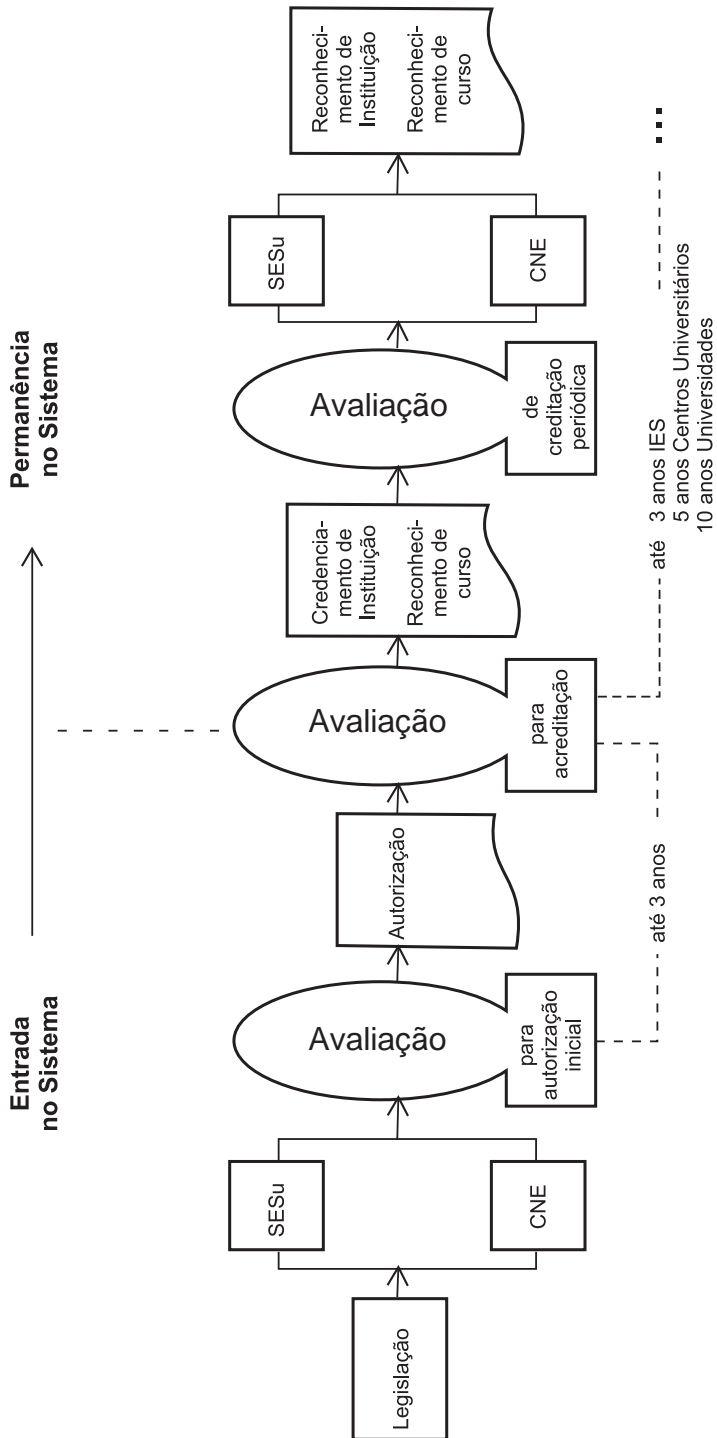 Entrada
no Sistema
Permanência
no Sistema
Legislação
SESu
CNE
Avaliação
para
autorização
inicial
Autorização
até 3 anos
Avaliação
para
acreditação
Credencia-
mento de
Instituição
Reconheci-
mento de
curso
até 3 anos IES
5 anos Centros Universitários
10 anos Universidades
Avaliação
de
creditação
periódica
SESu
CNE
Reconheci-
mento de
Instituição
Reconheci-
mento de
curso
...